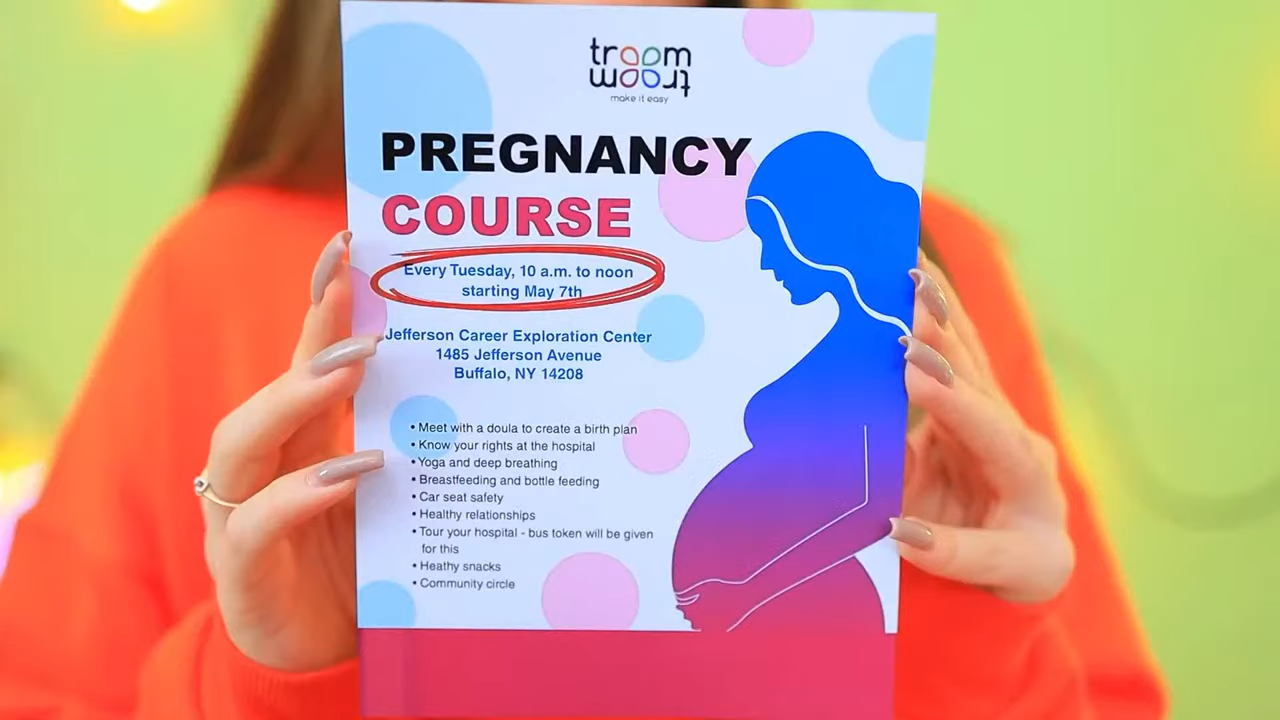 troom
troom
make it easy
PREGNANCY
COURSE
Every Tuesday, 10 a.m. to noon
starting May 7th
Jefferson Career Exploration Center
1485 Jefferson Avenue
Buffalo, NY 14208
• Meet with a doula to create a birth plan
• Know your rights at the hospital
• Yoga and deep breathing
• Breastfeeding and bottle feeding
• Car seat safety
• Healthy relationships
• Tour your hospital - bus token will be given
for this
• Heathy snacks
• Community circle